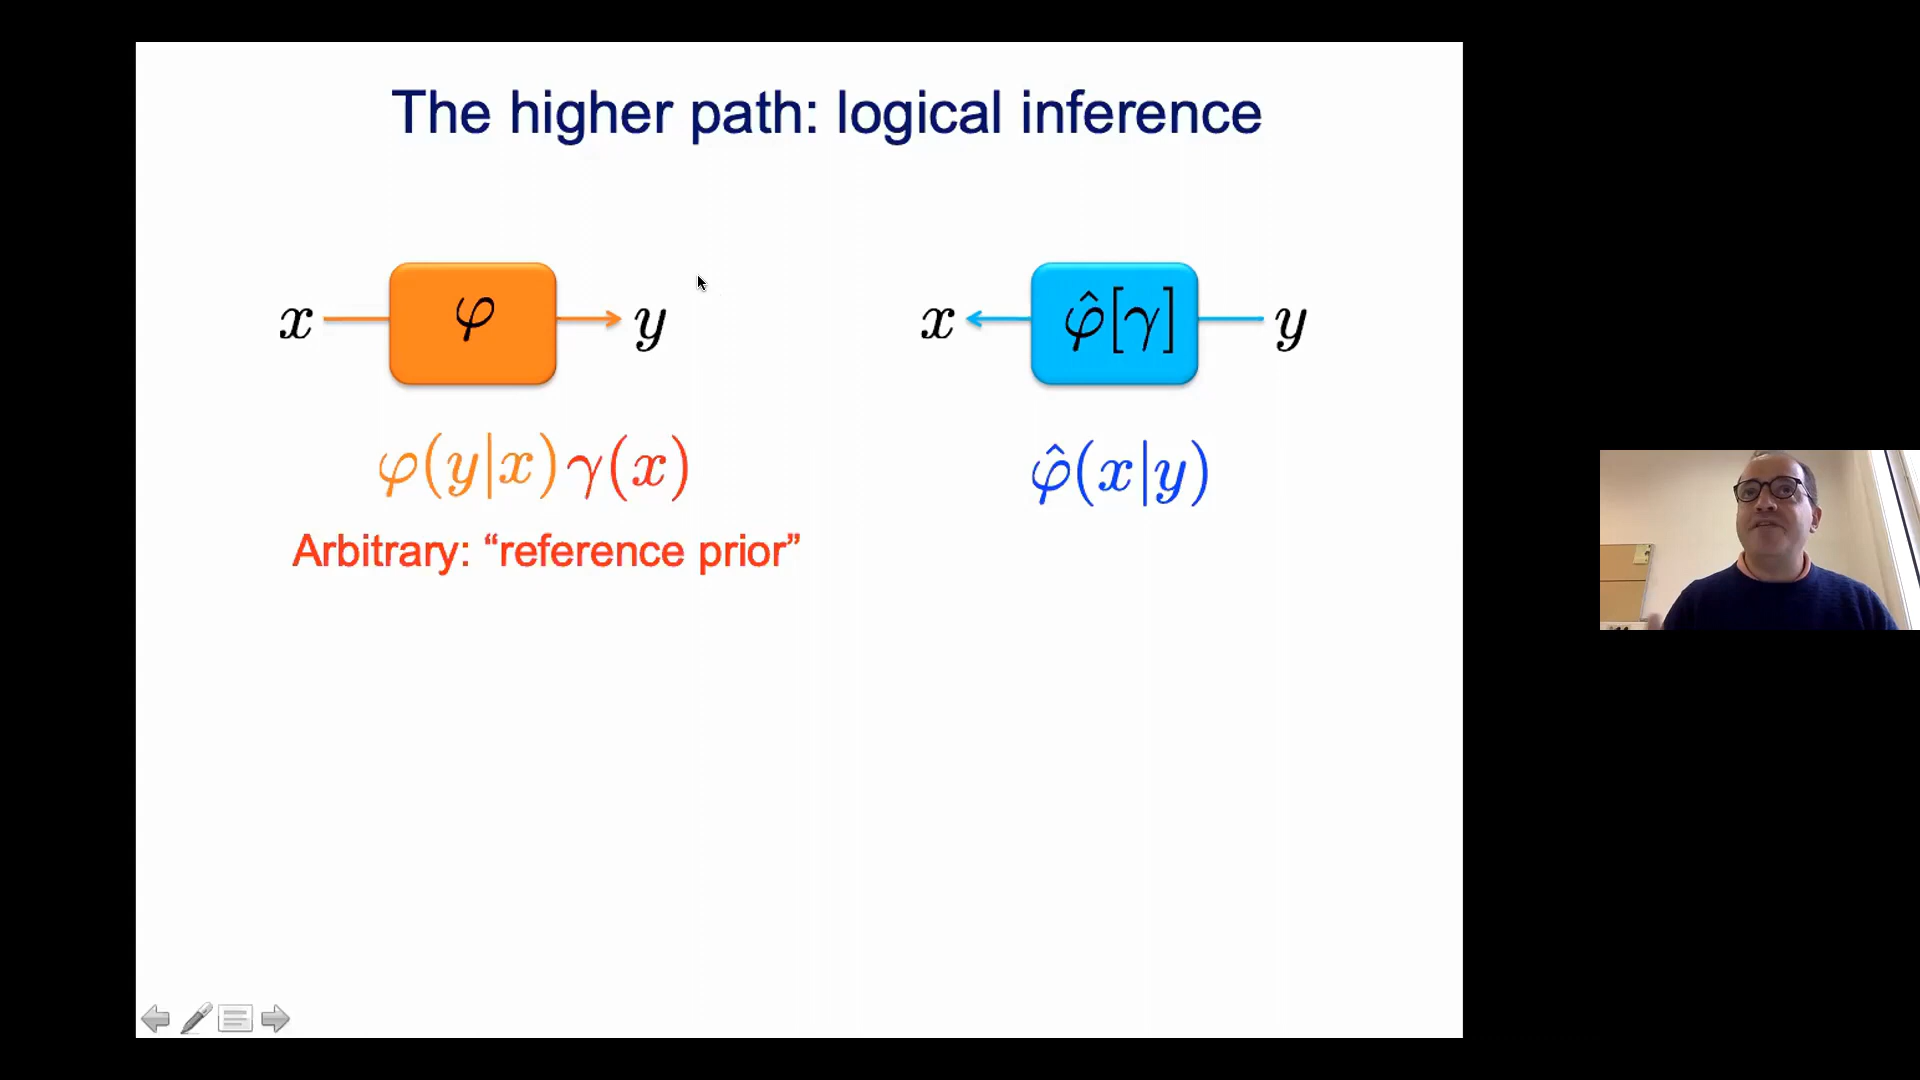 The higher path: logical inference
x φ y
x φ̂[γ] y
φ(y|x)γ(x)
φ̂(x|y)
Arbitrary: “reference prior”